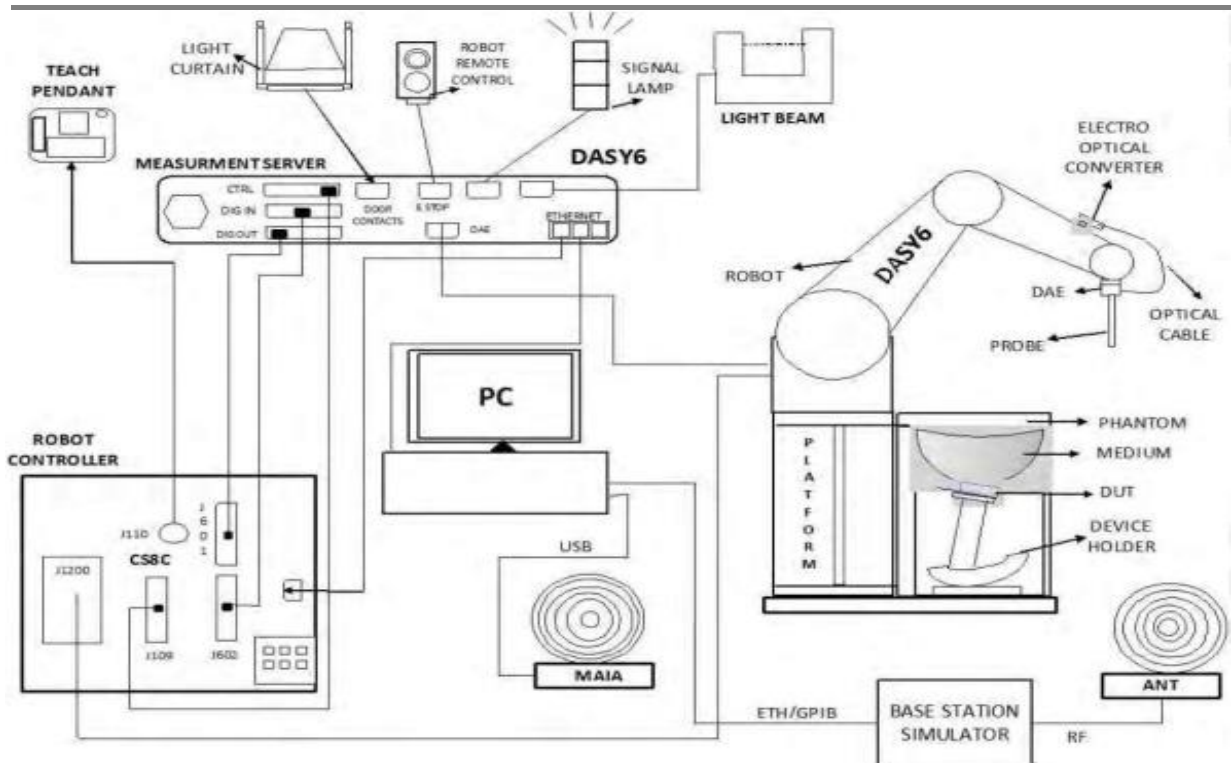 LIGHT
CURTAIN
ROBOT
REMOTE
CONTROL
SIGNAL
LAMP
LIGHT BEAM
TEACH
PENDANT
ELECTRO
OPTICAL
CONVERTER
MEASURMENT SERVER
DASY6
CTRL
DIG IN
DIG OUT
DOOR
CONTACTS
E STOP
DAE
ETHERNET
ROBOT
DASY6
DAE
OPTICAL
CABLE
PROBE
PC
PLATFORM
PHANTOM
MEDIUM
DUT
DEVICE
HOLDER
ROBOT
CONTROLLER
J110
J601
CS8C
J1200
J109
J602
USB
MAIA
ANT
ETH/GPIB
BASE STATION
SIMULATOR
RF